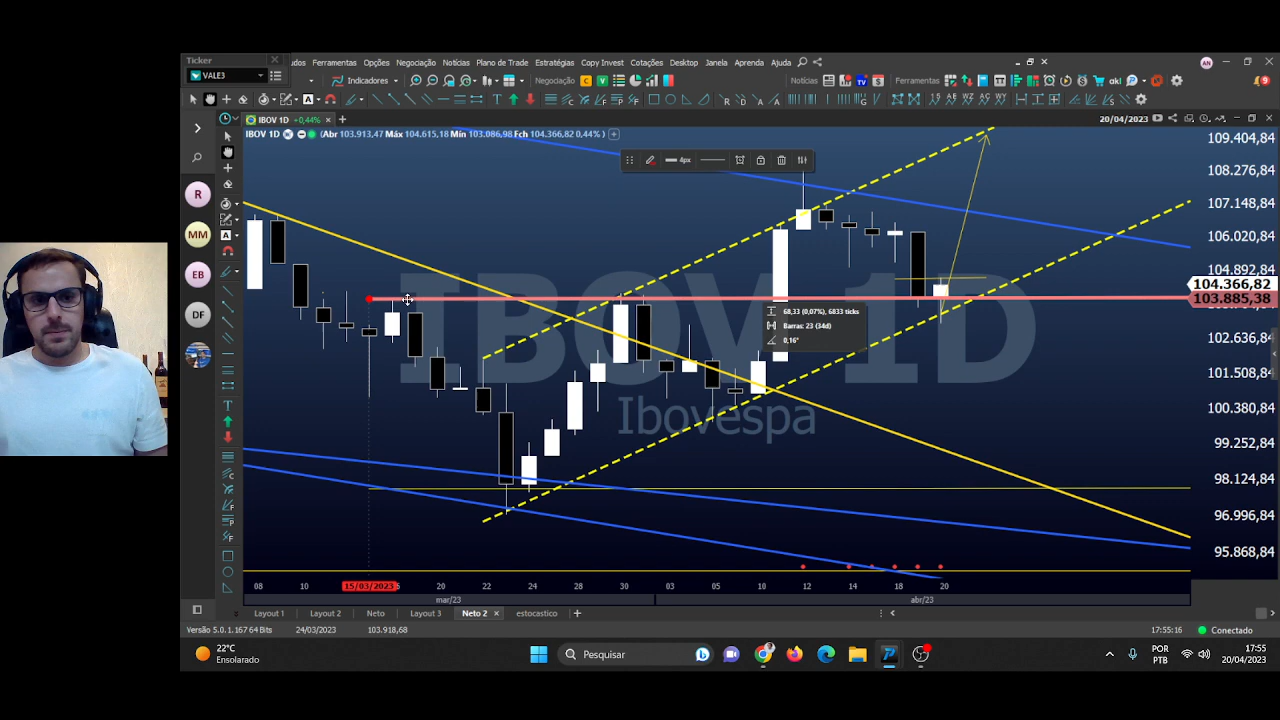 Ticker
VALE3
udos Ferramentas Opções Negociação Notícias Plano de Trade Estratégias Copy Invest Cotações Desktop Janela Aprenda Ajuda
AN
Indicadores
Negociação
C V
Notícias
TV
Ferramentas
akl
9
IBOV 1D +0,44%
20/04/2023
IBOV 1D
(Abr 103.913,47 Máx 104.615,18 Mín 103.086,98 Fch 104.366,82 0,44%)
4px
R
MM
EB
DF
IBOV 1D
Ibovespa
68,33 (0,07%), 6833 ticks
Barras: 23 (34d)
0,16°
109.404,84
108.276,84
107.148,84
106.020,84
104.892,84
104.366,82
103.885,38
102.636,84
101.508,84
100.380,84
99.252,84
98.124,84
96.996,84
95.868,84
08 10 15/03/2023 20 22 24 28 30 03 05 10 12 14 18 20
mar/23 abr/23
Layout 1 Layout 2 Neto Layout 3 Neto 2 estocastico
Versão 5.0.1.167 64 Bits 24/03/2023 103.918,68
17:55:16 Conectado
22°C
Ensolarado
Pesquisar
POR
PTB
17:55
20/04/2023